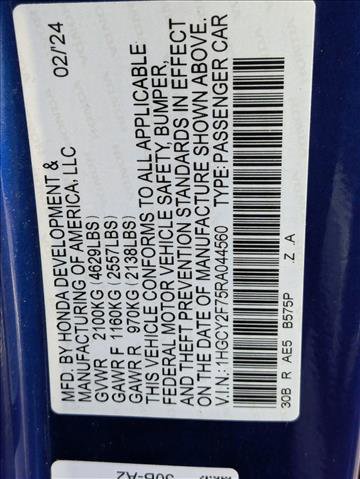 MFD. BY HONDA DEVELOPMENT & 02/'24
MANUFACTURING OF AMERICA, LLC
GVWR 2100KG (4629LBS)
GAWR F 1160KG (2557LBS)
GAWR R 970KG (2138LBS)
THIS VEHICLE CONFORMS TO ALL APPLICABLE
FEDERAL MOTOR VEHICLE SAFETY, BUMPER,
AND THEFT PREVENTION STANDARDS IN EFFECT
ON THE DATE OF MANUFACTURE SHOWN ABOVE.
V.I.N.: 1HGCY2F75RA044560 TYPE: PASSENGER CAR
30B R AE5 B575P .Z .A
30B-A2